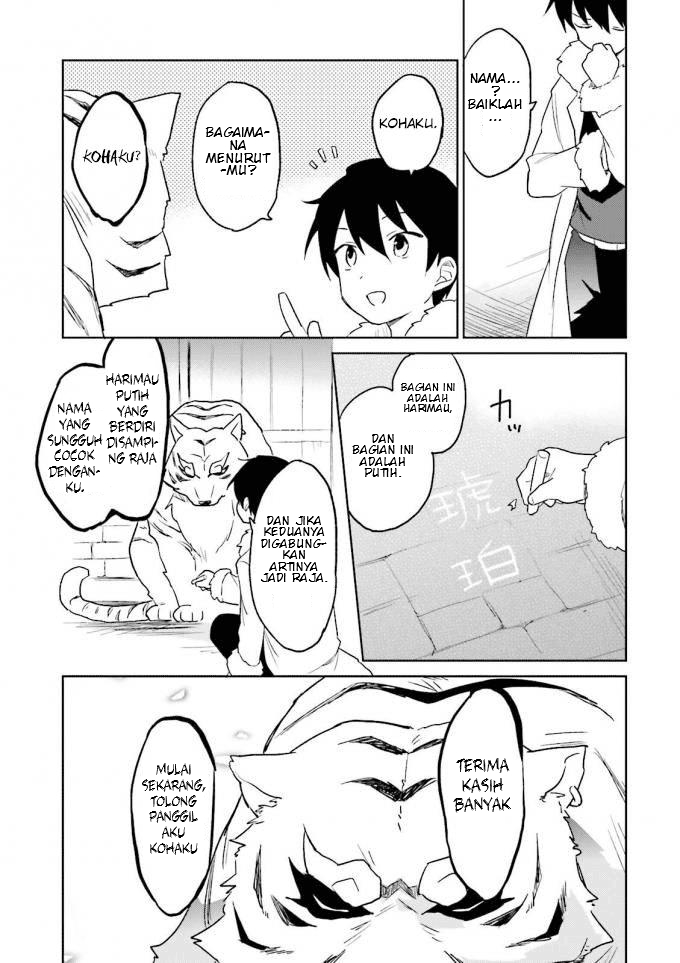 NAMA...
?
BAIKLAH
...
KOHAKU.
BAGAIMA-
NA
MENURUT
-MU?
KOHAKU?
BAGIAN INI
ADALAH
HARIMAU,
DAN
BAGIAN INI
ADALAH
PUTIH.
カッ
琥
珀
DAN JIKA
KEDUANYA
DIGABUNG-
KAN
ARTINYA
JADI RAJA.
HARIMAU
PUTIH
YANG
BERDIRI
DISAMPI-
NG RAJA
NAMA
YANG
SUNGGUH
COCOK
DENGAN-
KU.
TERIMA
KASIH
BANYAK
MULAI
SEKARANG,
TOLONG
PANGGIL
AKU
KOHAKU